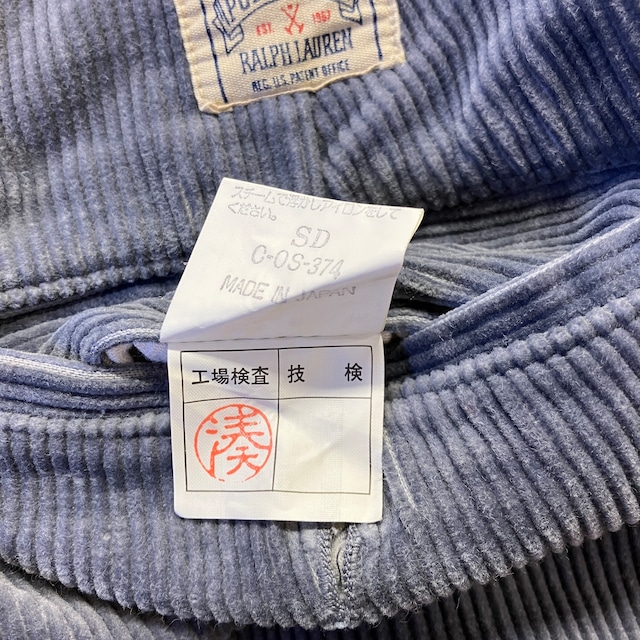 EST 1967
RALPH LAUREN
REG. U.S. PATENT OFFICE
スチームで浮かしアイロンをして
ください。
SD
C-OS-374
MADE IN JAPAN
工場検査 技 検
湊